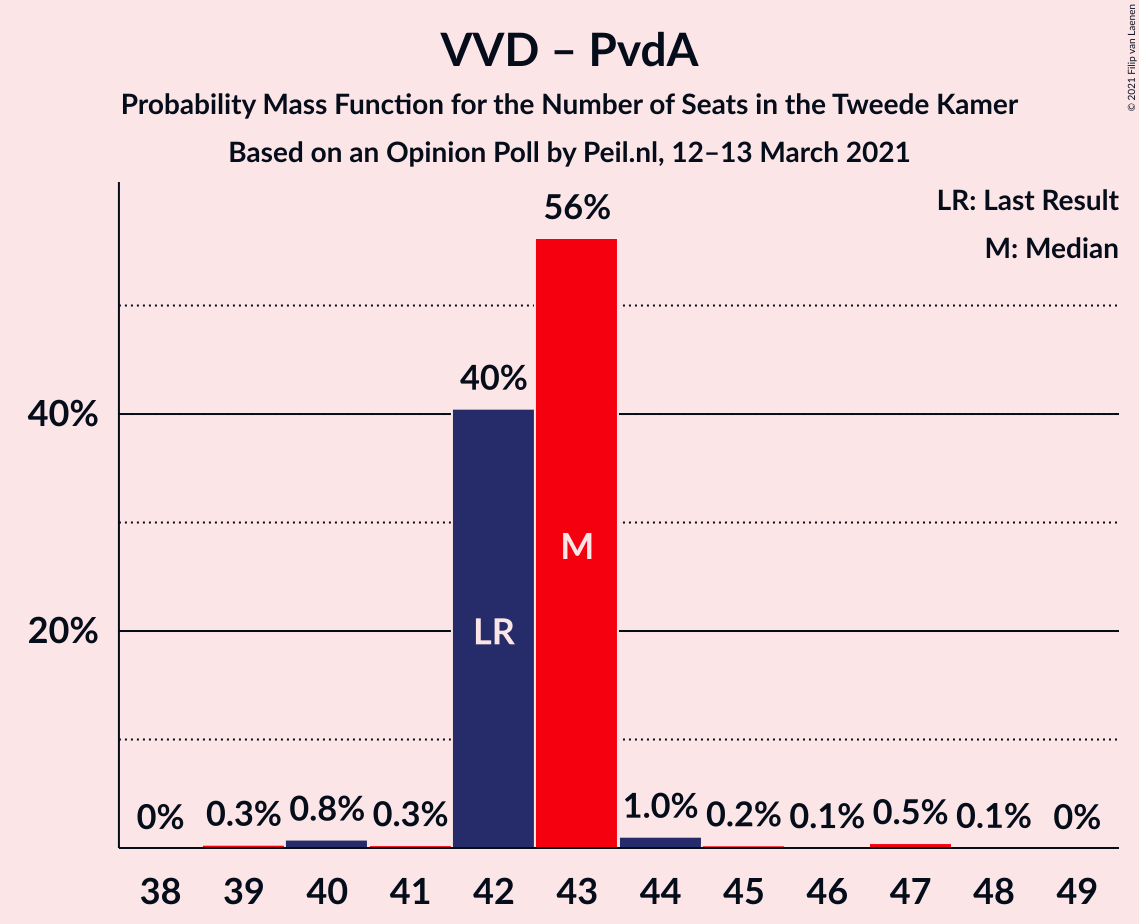 VVD – PvdA
Probability Mass Function for the Number of Seats in the Tweede Kamer
Based on an Opinion Poll by Peil.nl, 12–13 March 2021
© 2021 Filip van Laenen
LR: Last Result
M: Median
56%
40%
40%
M
LR
20%
0% 0.3% 0.8% 0.3% 1.0% 0.2% 0.1% 0.5% 0.1% 0%
38 39 40 41 42 43 44 45 46 47 48 49